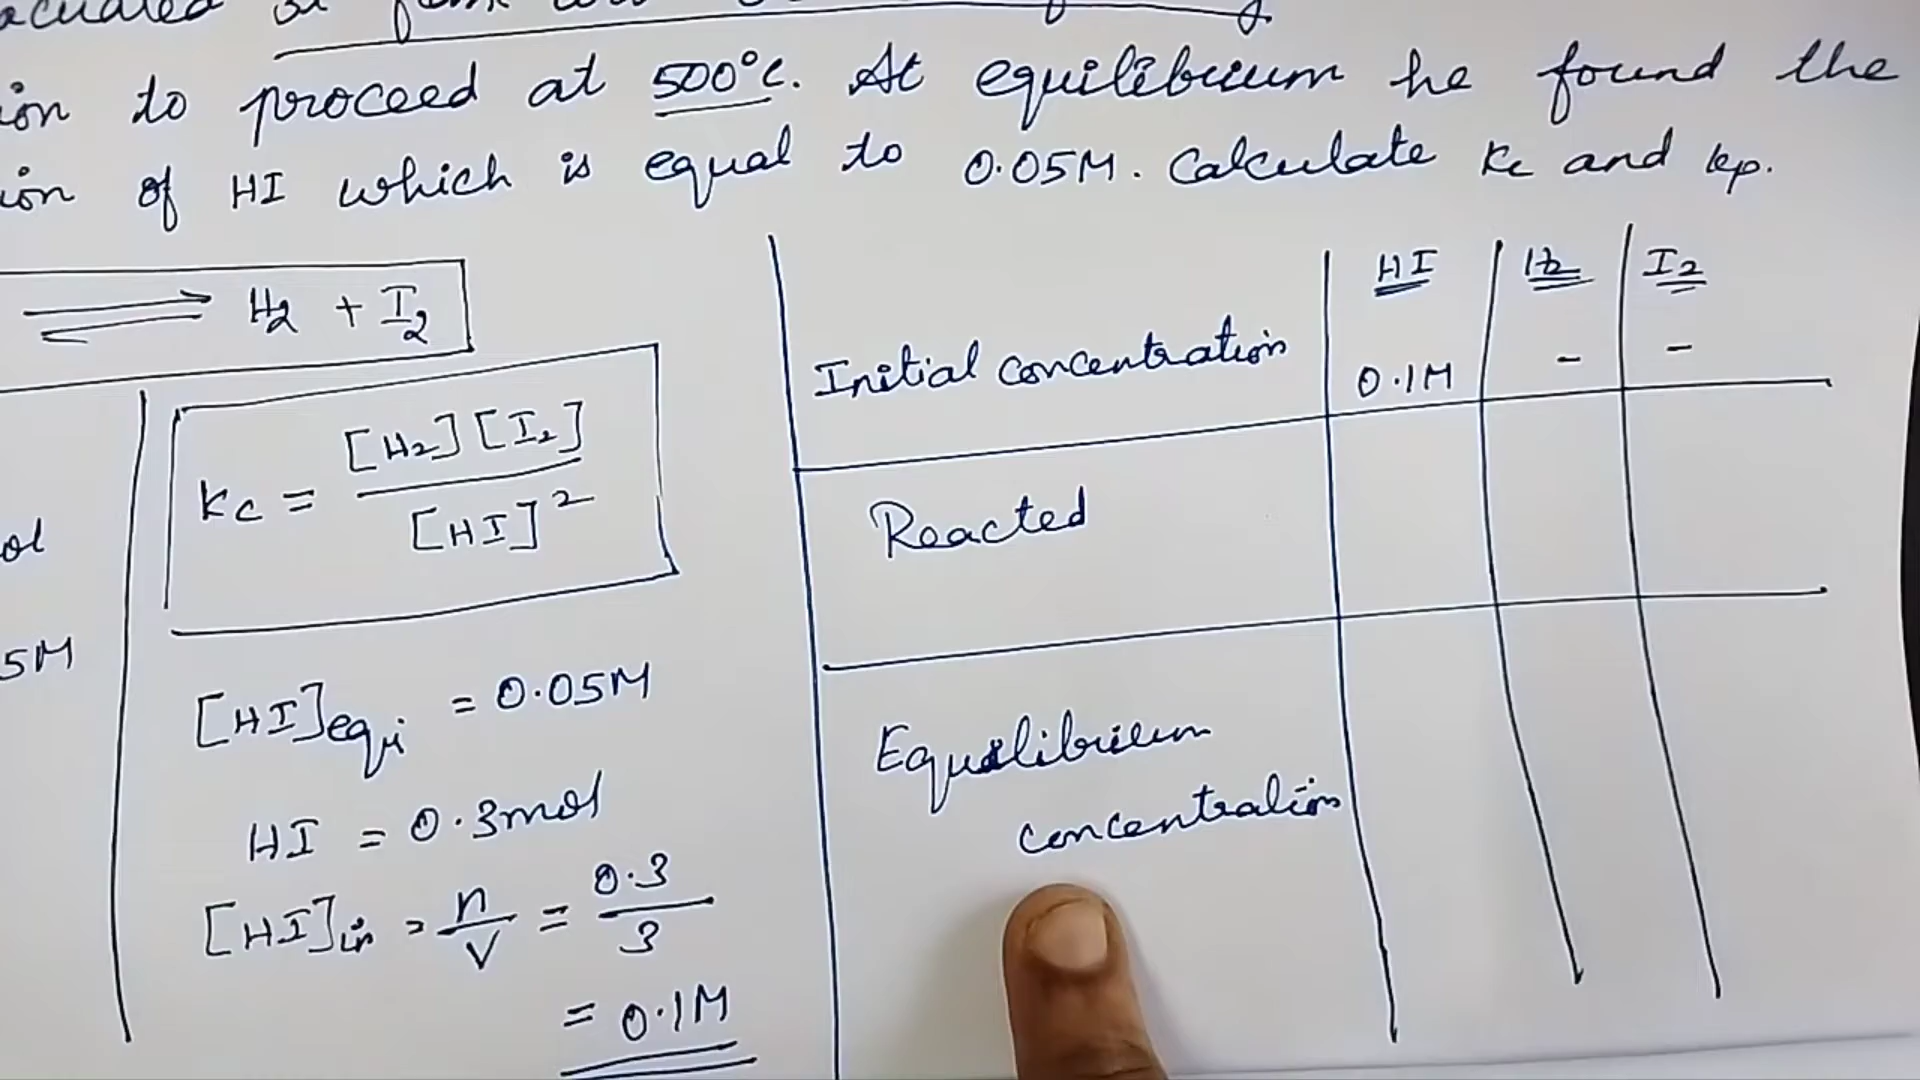 ion to proceed at 500°C. At equilibrium he found the
ion of HI which is equal to 0.05M. Calculate Kc and kp.
⇌ H2 + I2
Kc = [H2][I2] / [HI]^2
ol
5M
[HI]equi = 0.05M
HI = 0.3mol
[HI]in = n/V = 0.3/3
= 0.1M
HI H2 I2
Initial concentration 0.1M - -
Reacted
Equilibrium
concentration